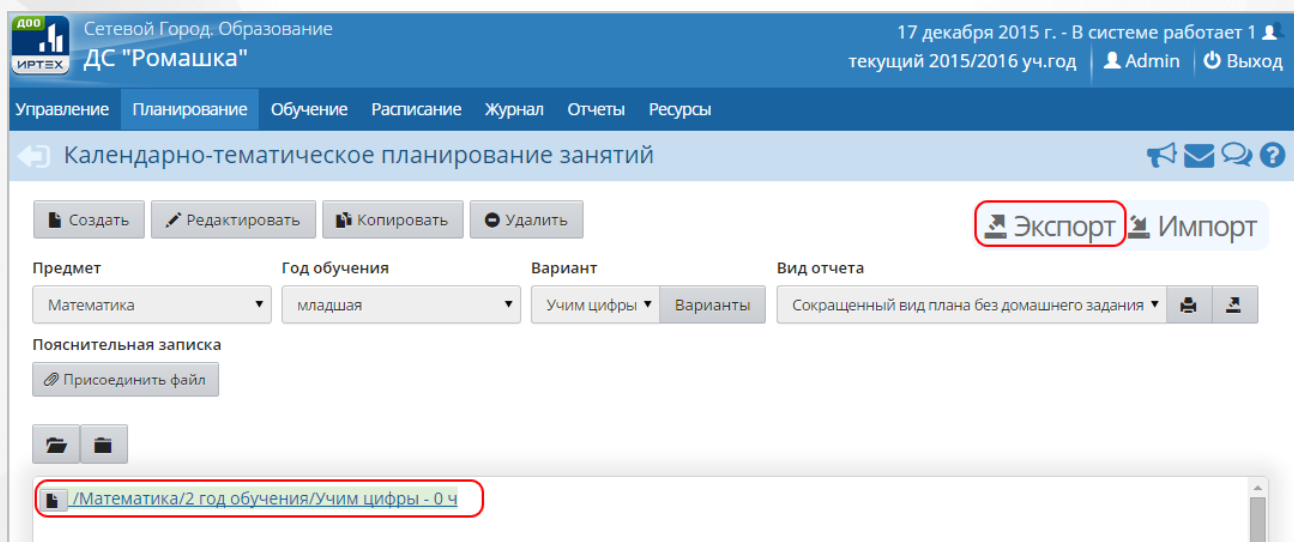 ДОО
ИРТЕХ
Сетевой Город. Образование
ДС "Ромашка"
17 декабря 2015 г. - В системе работает 1
текущий 2015/2016 уч.год Admin Выход
Управление Планирование Обучение Расписание Журнал Отчеты Ресурсы
Календарно-тематическое планирование занятий
Создать Редактировать Копировать Удалить Экспорт Импорт
Предмет Год обучения Вариант Вид отчета
Математика младшая Учим цифры Варианты Сокращенный вид плана без домашнего задания
Пояснительная записка
Присоединить файл
/Математика/2 год обучения/Учим цифры - 0 ч